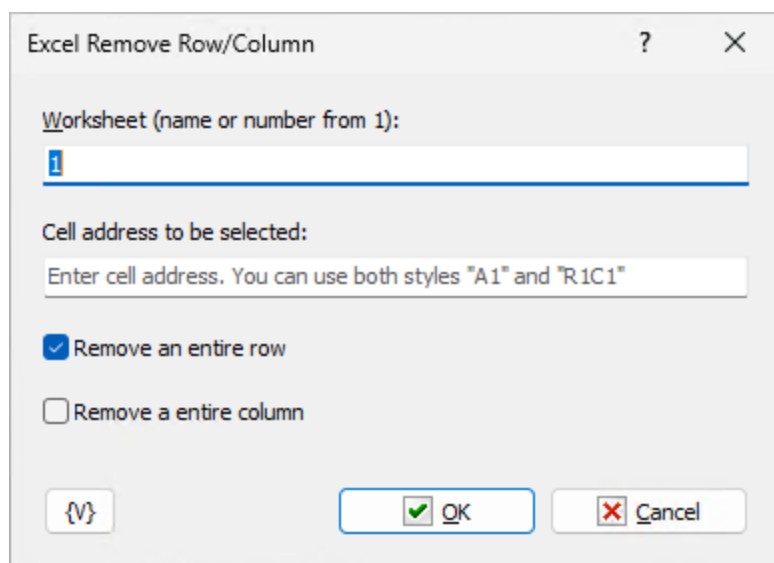 Excel Remove Row/Column ?
Worksheet (name or number from 1):
1
Cell address to be selected:
Enter cell address. You can use both styles "A1" and "R1C1"
Remove an entire row
Remove a entire column
{V} OK Cancel